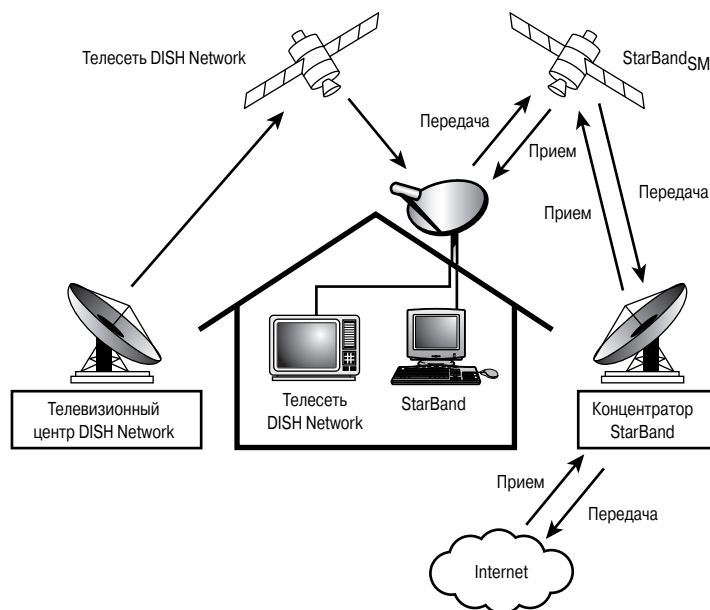 Телесеть DISH Network
StarBandSM
Передача
Прием
Прием
Передача
Телевизионный
центр DISH Network
Телесеть
DISH Network
StarBand
Концентратор
StarBand
Прием
Передача
Internet